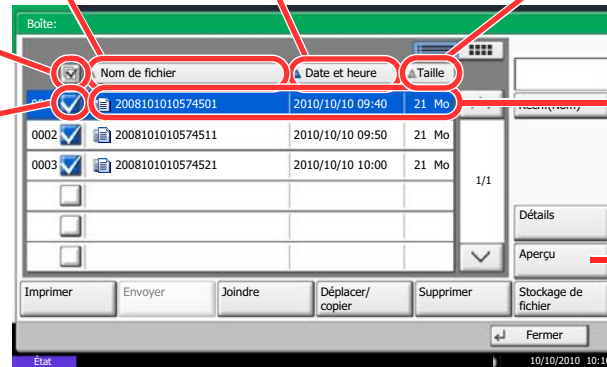 Boîte:
Nom de fichier Date et heure Taille
2008101010574501 2010/10/10 09:40 21 Mo
0002 2008101010574511 2010/10/10 09:50 21 Mo
0003 2008101010574521 2010/10/10 10:00 21 Mo
1/1
Détails
Aperçu
Imprimer Envoyer Joindre Déplacer/ copier Supprimer Stockage de fichier
Fermer
État 10/10/2010